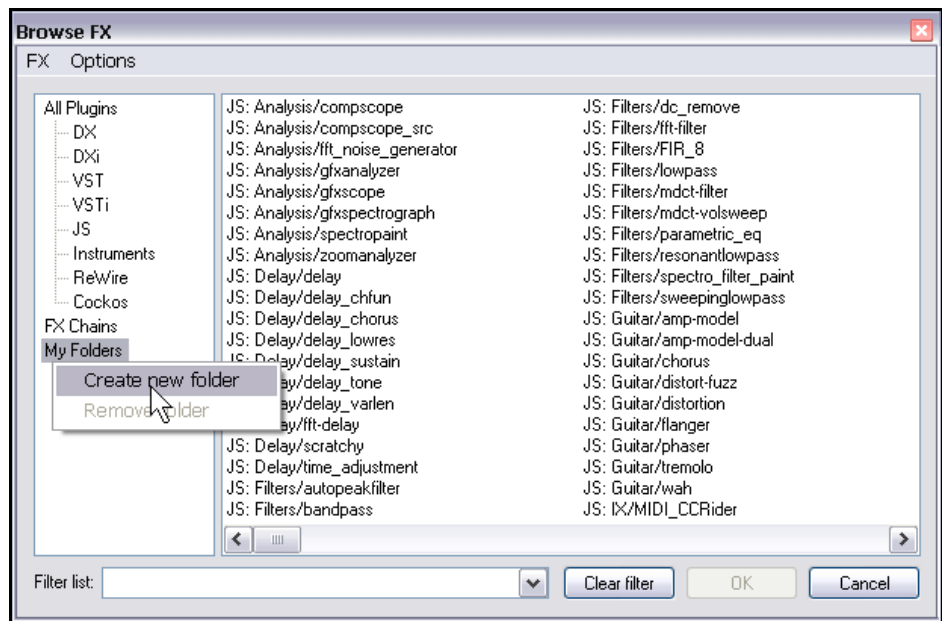 Browse FX
FX Options
All Plugins
DX
DXi
VST
VSTi
JS
Instruments
ReWire
Cockos
FX Chains
My Folders
Create new folder
Remove folder
JS: Analysis/compscope
JS: Analysis/compscope_src
JS: Analysis/fft_noise_generator
JS: Analysis/gfxanalyzer
JS: Analysis/gfxscope
JS: Analysis/gfxspectrograph
JS: Analysis/spectropaint
JS: Analysis/zoomanalyzer
JS: Delay/delay
JS: Delay/delay_chfun
JS: Delay/delay_chorus
JS: Delay/delay_lowres
JS: Delay/delay_sustain
ay/delay_tone
ay/delay_varlen
ay/fft-delay
JS: Delay/scratchy
JS: Delay/time_adjustment
JS: Filters/autopeakfilter
JS: Filters/bandpass
JS: Filters/dc_remove
JS: Filters/fft-filter
JS: Filters/FIR_8
JS: Filters/lowpass
JS: Filters/mdct-filter
JS: Filters/mdct-volsweep
JS: Filters/parametric_eq
JS: Filters/resonantlowpass
JS: Filters/spectro_filter_paint
JS: Filters/sweepinglowpass
JS: Guitar/amp-model
JS: Guitar/amp-model-dual
JS: Guitar/chorus
JS: Guitar/distort-fuzz
JS: Guitar/distortion
JS: Guitar/flanger
JS: Guitar/phaser
JS: Guitar/tremolo
JS: Guitar/wah
JS: IX/MIDI_CCRider
Filter list:
Clear filter
OK
Cancel